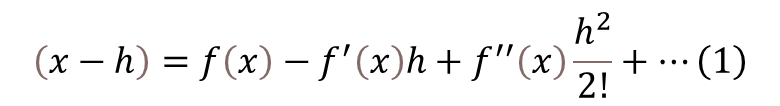 (x − h) = f(x) − f′(x)h + f′′(x) h²/2! + ⋯ (1)